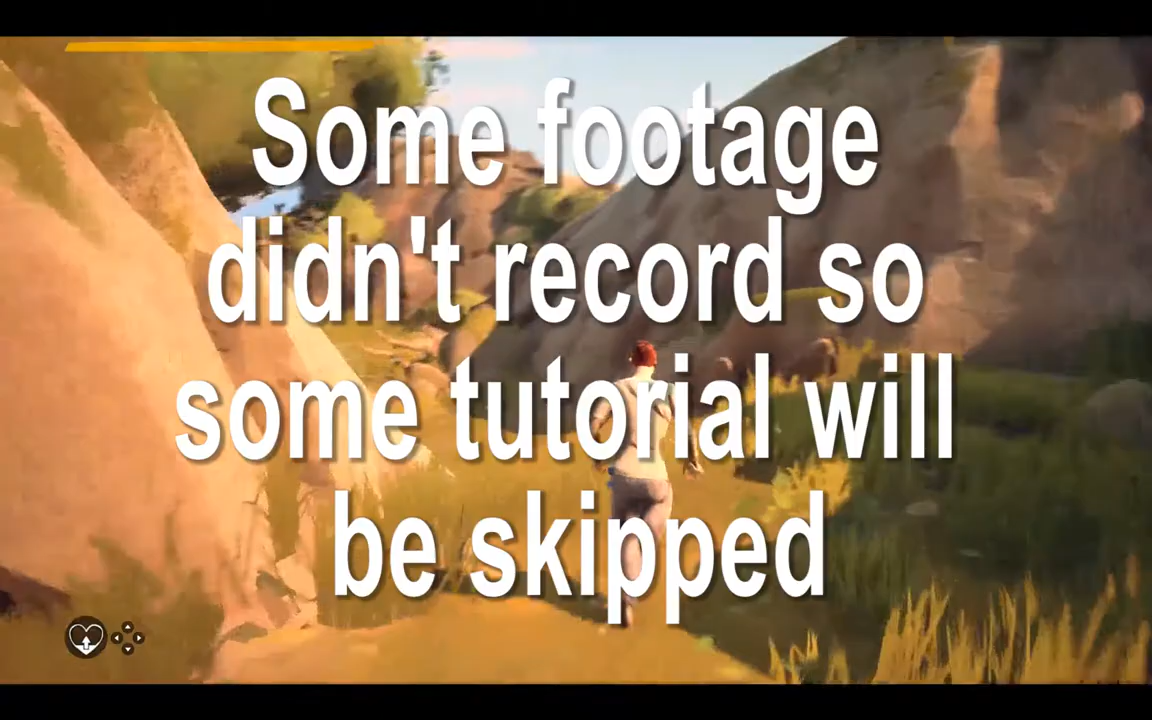 Some footage
didn't record so
some tutorial will
be skipped